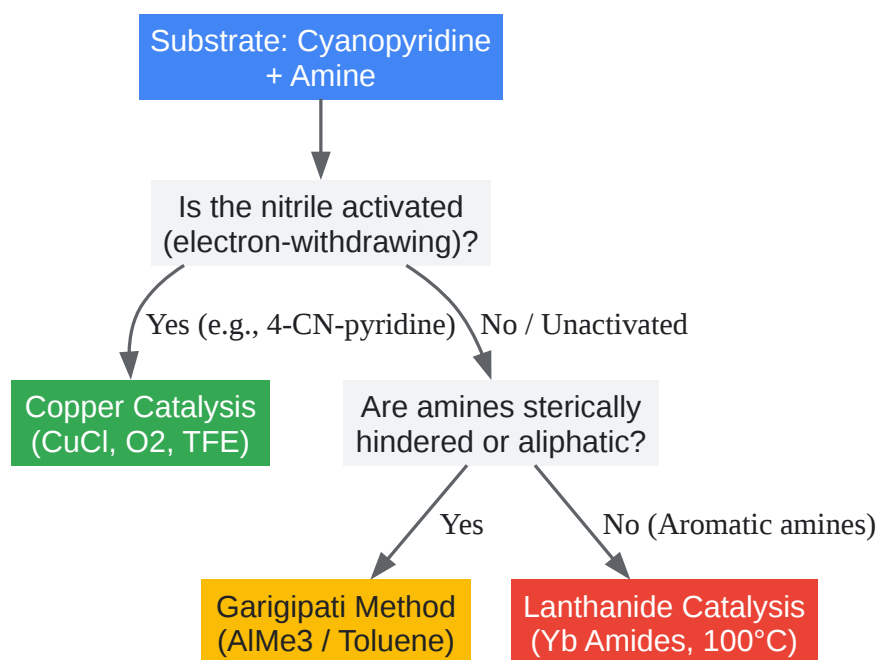 Substrate: Cyanopyridine
+ Amine
Is the nitrile activated
(electron-withdrawing)?
Yes (e.g., 4-CN-pyridine)
No / Unactivated
Copper Catalysis
(CuCl, O2, TFE)
Are amines sterically
hindered or aliphatic?
Yes
No (Aromatic amines)
Garigipati Method
(AlMe3 / Toluene)
Lanthanide Catalysis
(Yb Amides, 100°C)